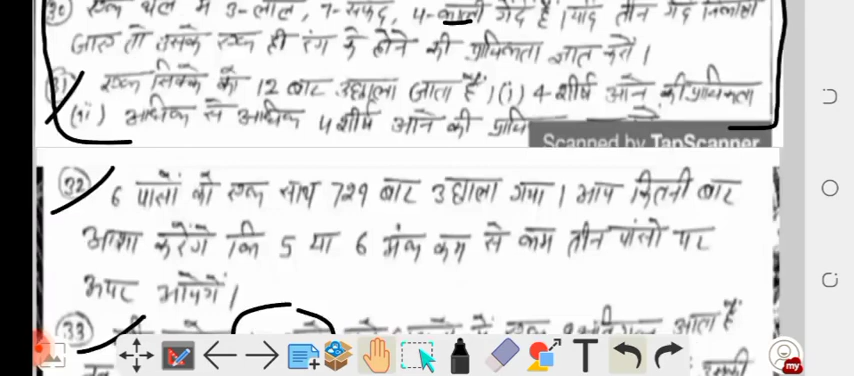 (30) एक थैले में 3-लाल, 7-सफेद, 4-काली गेंदे हैं। यदि तीन गेंद निकाली
जाए तो उसके एक ही रंग के होने की प्रायिकता ज्ञात करें।
एक सिक्के को 12 बार उछाला जाता है। (i) 4-शीर्ष आने की प्रायिकता
(ii) अधिक से अधिक 4 शीर्ष आने की
Scanned by TapScanner
(32) 6 पासों को एक साथ 729 बार उछाला गया। आप कितनी बार
आशा करेंगे कि 5 या 6 अंक कम से कम तीन पांसो पर
ऊपर आयेगें।
(33)
T
my